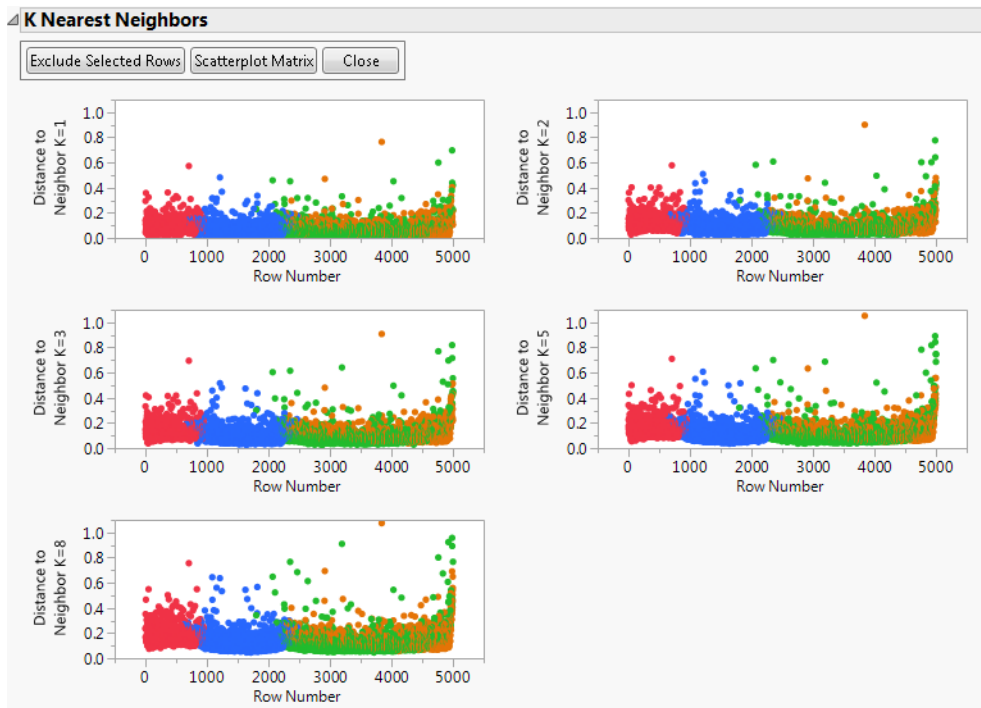 K Nearest Neighbors
Exclude Selected Rows Scatterplot Matrix Close
Distance to
Neighbor K=1
1.0
0.8
0.6
0.4
0.2
0.0
0 1000 2000 3000 4000 5000
Row Number
Distance to
Neighbor K=2
1.0
0.8
0.6
0.4
0.2
0.0
0 1000 2000 3000 4000 5000
Row Number
Distance to
Neighbor K=3
1.0
0.8
0.6
0.4
0.2
0.0
0 1000 2000 3000 4000 5000
Row Number
Distance to
Neighbor K=5
1.0
0.8
0.6
0.4
0.2
0.0
0 1000 2000 3000 4000 5000
Row Number
Distance to
Neighbor K=8
1.0
0.8
0.6
0.4
0.2
0.0
0 1000 2000 3000 4000 5000
Row Number